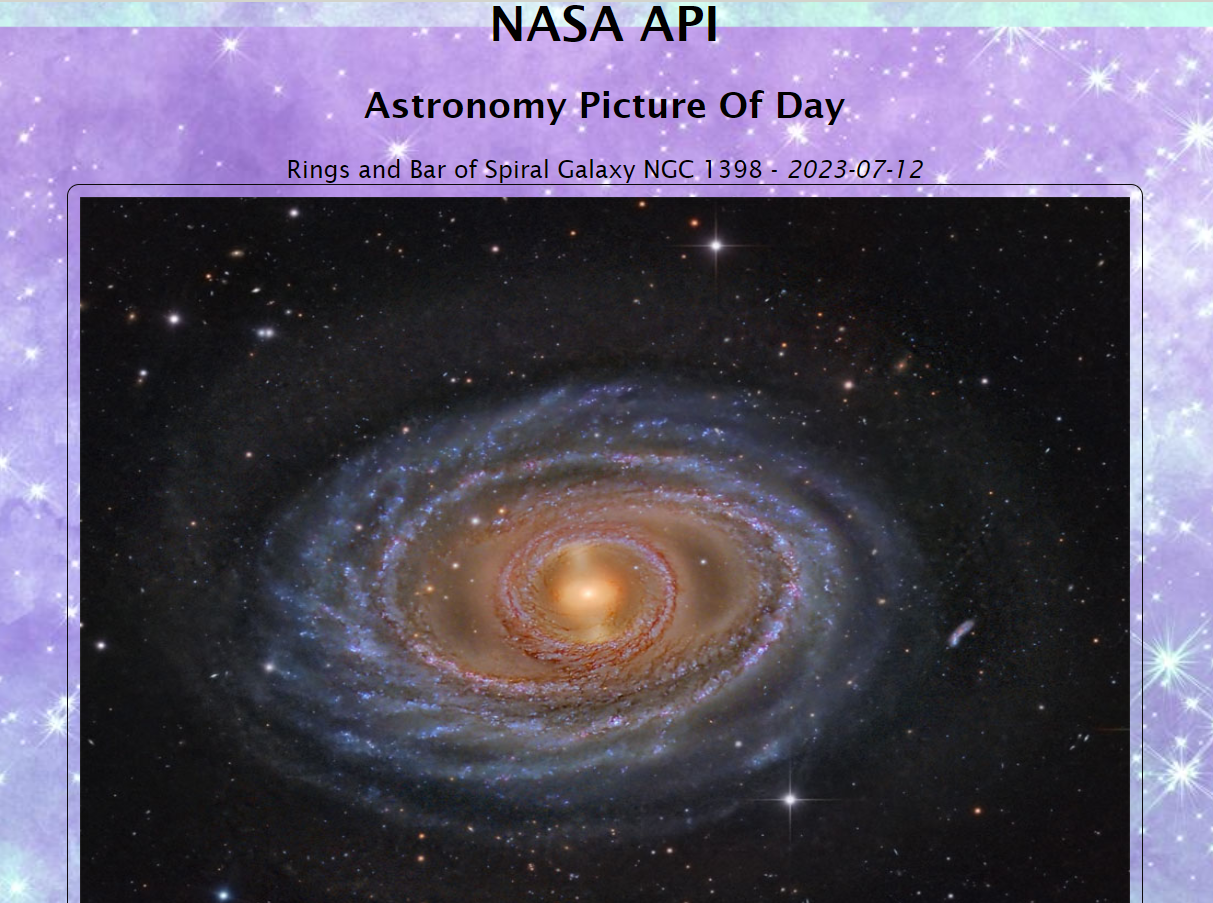 NASA API
Astronomy Picture Of Day
Rings and Bar of Spiral Galaxy NGC 1398 - 2023-07-12